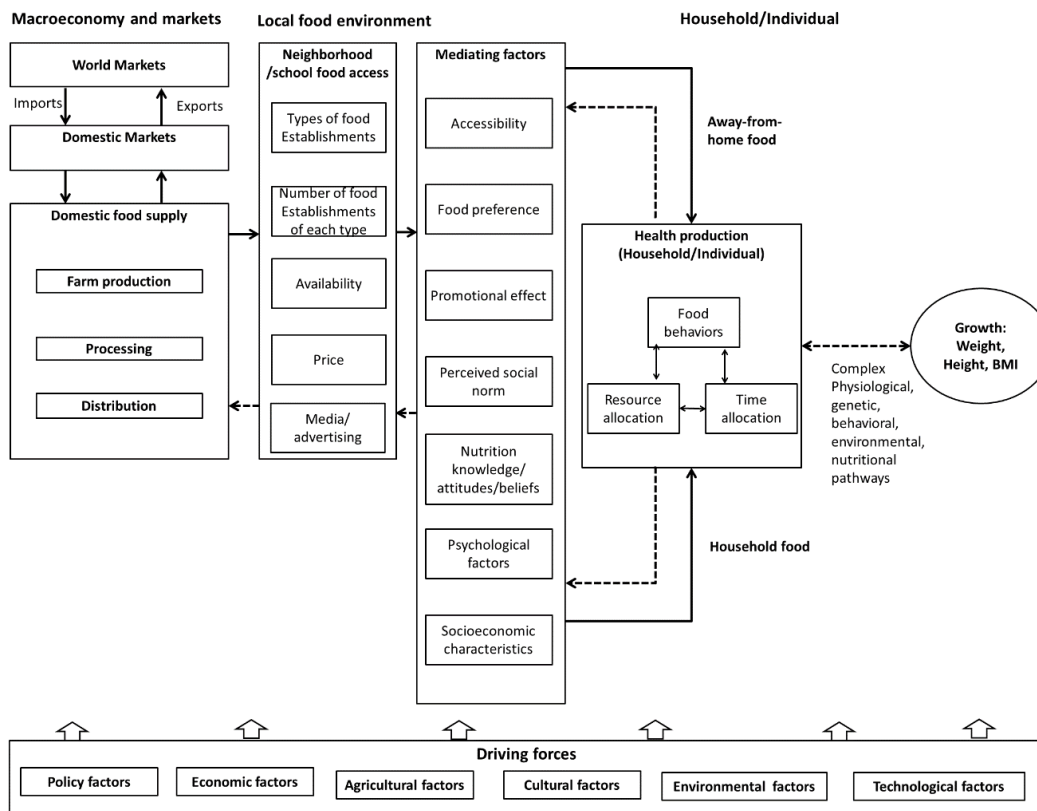 Macroeconomy and markets
Local food environment
Household/Individual
World Markets
Imports
Exports
Domestic Markets
Domestic food supply
Farm production
Processing
Distribution
Neighborhood
/school food access
Types of food
Establishments
Number of food
Establishments
of each type
Availability
Price
Media/
advertising
Mediating factors
Accessibility
Food preference
Promotional effect
Perceived social
norm
Nutrition
knowledge/
attitudes/beliefs
Psychological
factors
Socioeconomic
characteristics
Away-from-
home food
Health production
(Household/Individual)
Food
behaviors
Resource
allocation
Time
allocation
Household food
Growth:
Weight,
Height, BMI
Complex
Physiological,
genetic,
behavioral,
environmental,
nutritional
pathways
Driving forces
Policy factors
Economic factors
Agricultural factors
Cultural factors
Environmental  factors
Technological factors